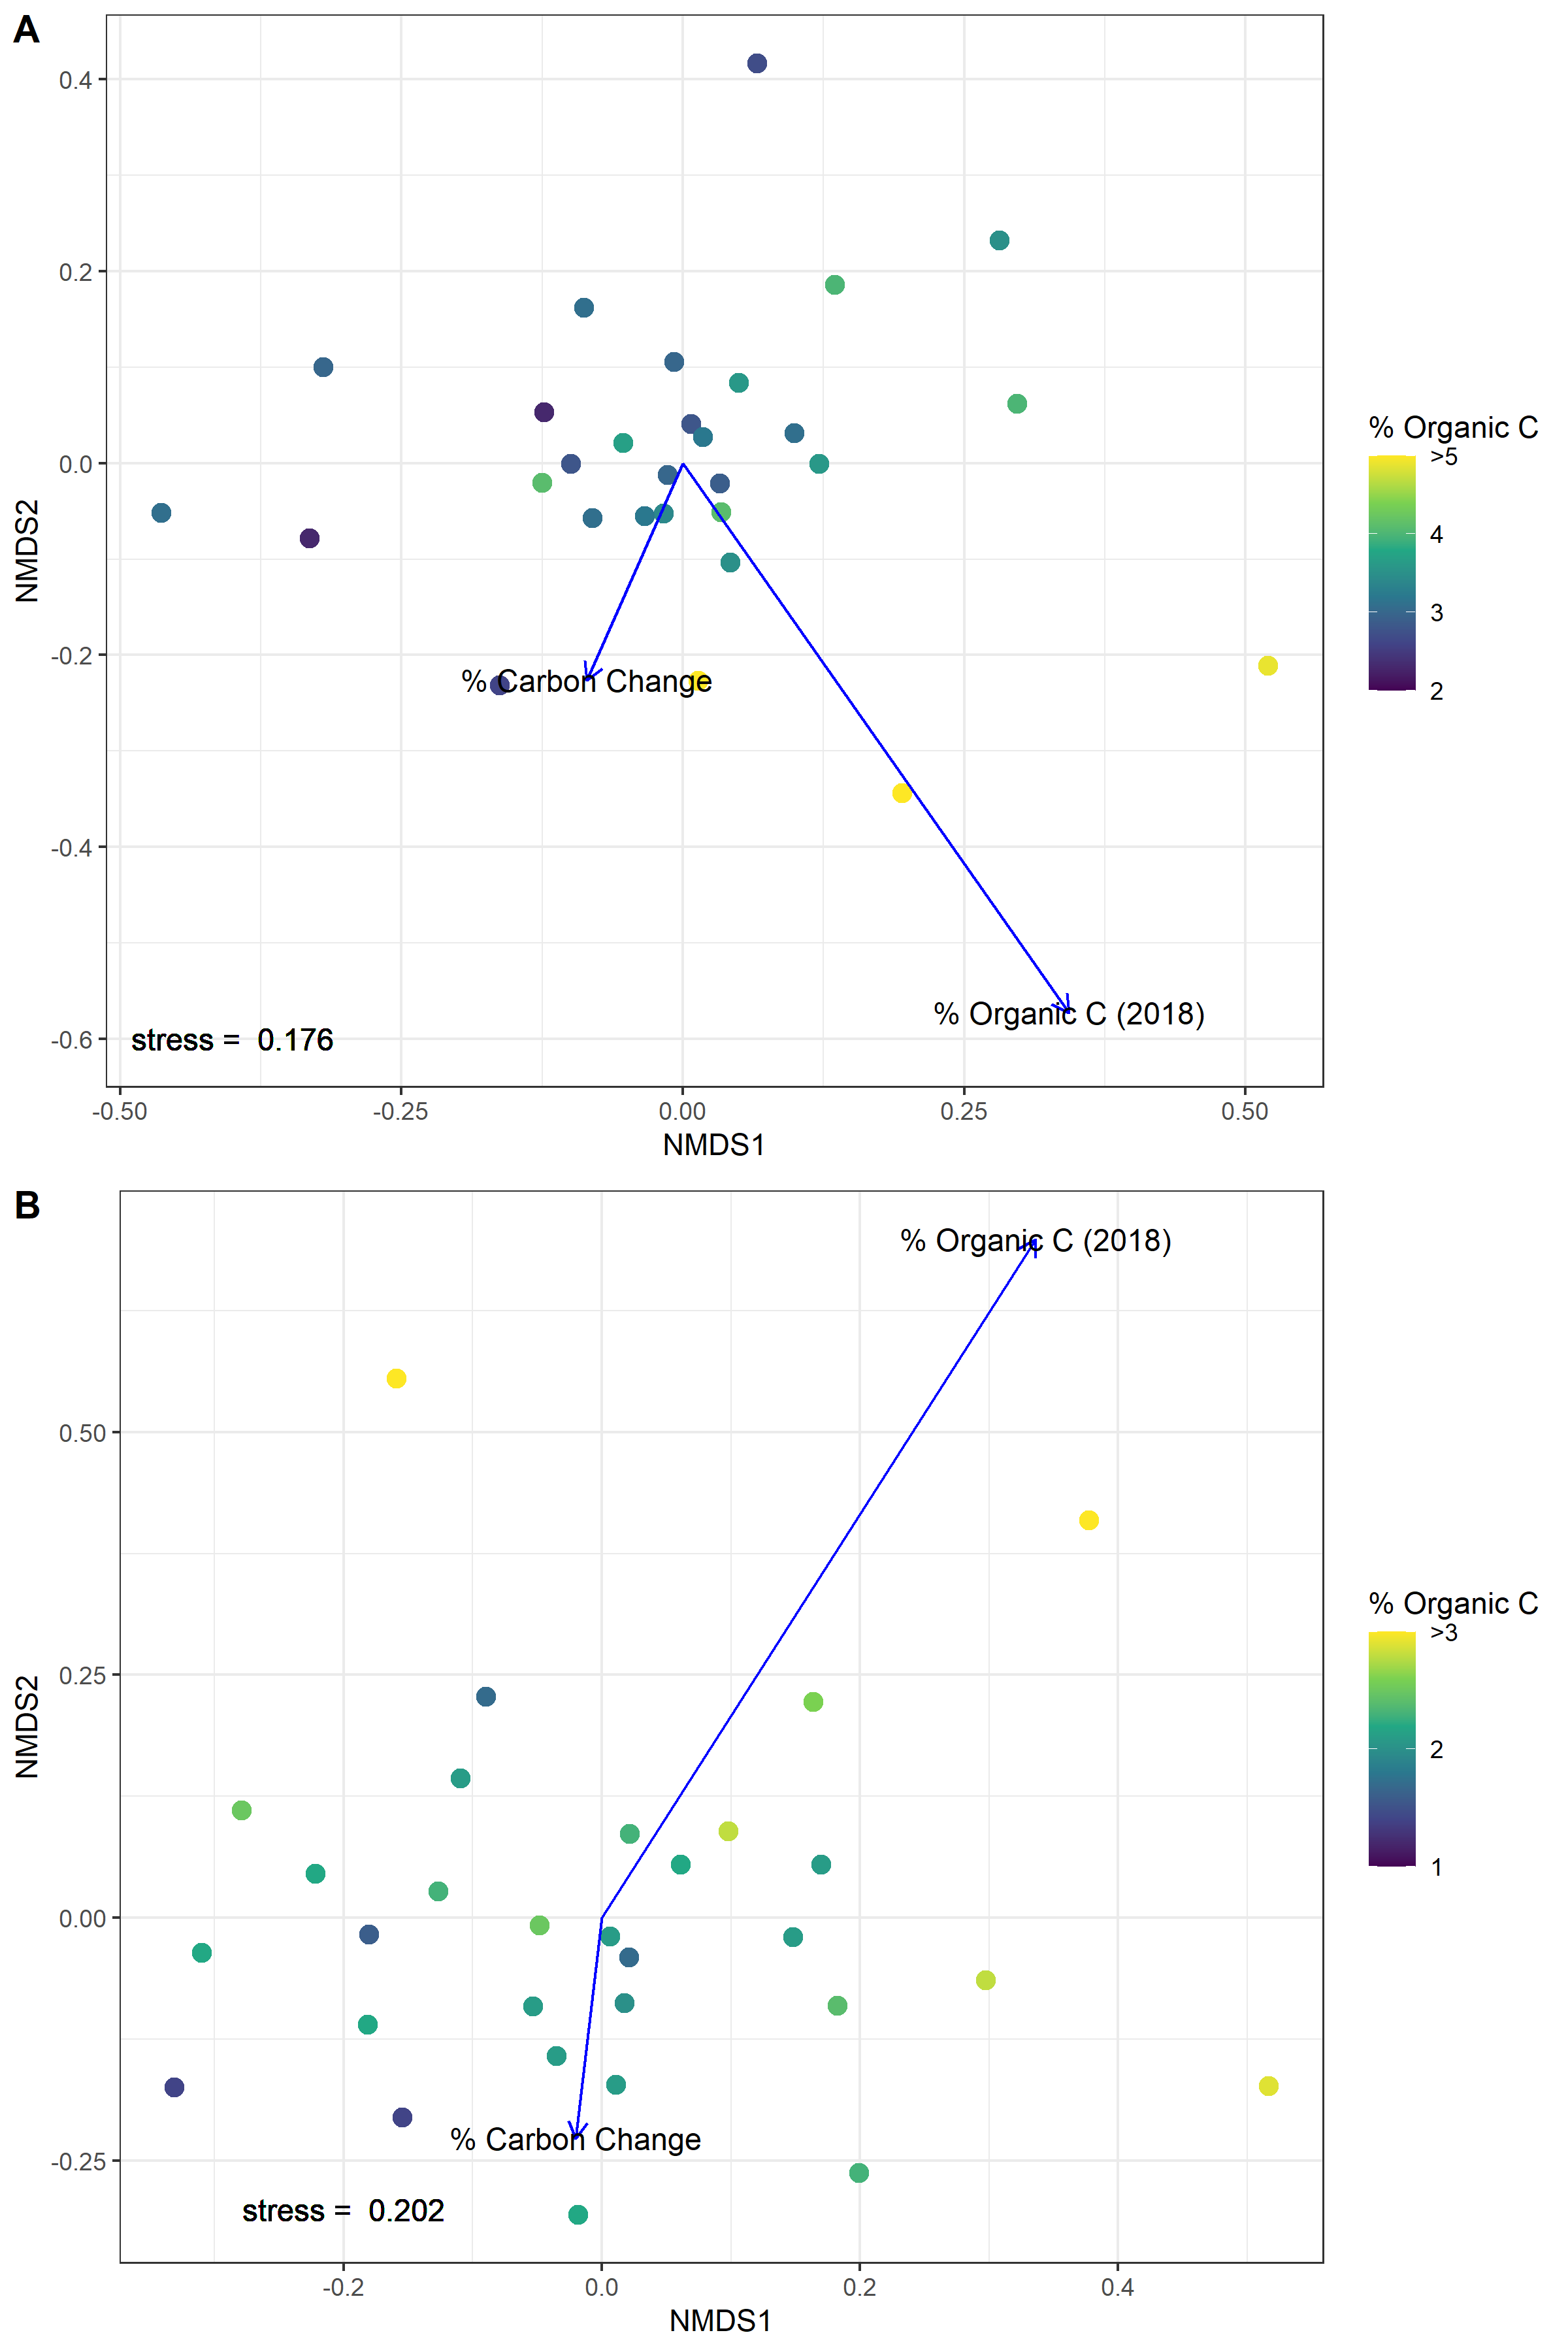 A
0.4
0.2
0.0
-0.2
-0.4
-0.6
NMDS2
% Carbon Change
% Organic C (2018)
stress = 0.176
-0.50 -0.25 0.00 0.25 0.50
NMDS1
% Organic C
>5
4
3
2
B
% Organic C (2018)
0.50
0.25
0.00
-0.25
NMDS2
% Carbon Change
stress = 0.202
-0.2 0.0 0.2 0.4
NMDS1
% Organic C
>3
2
1